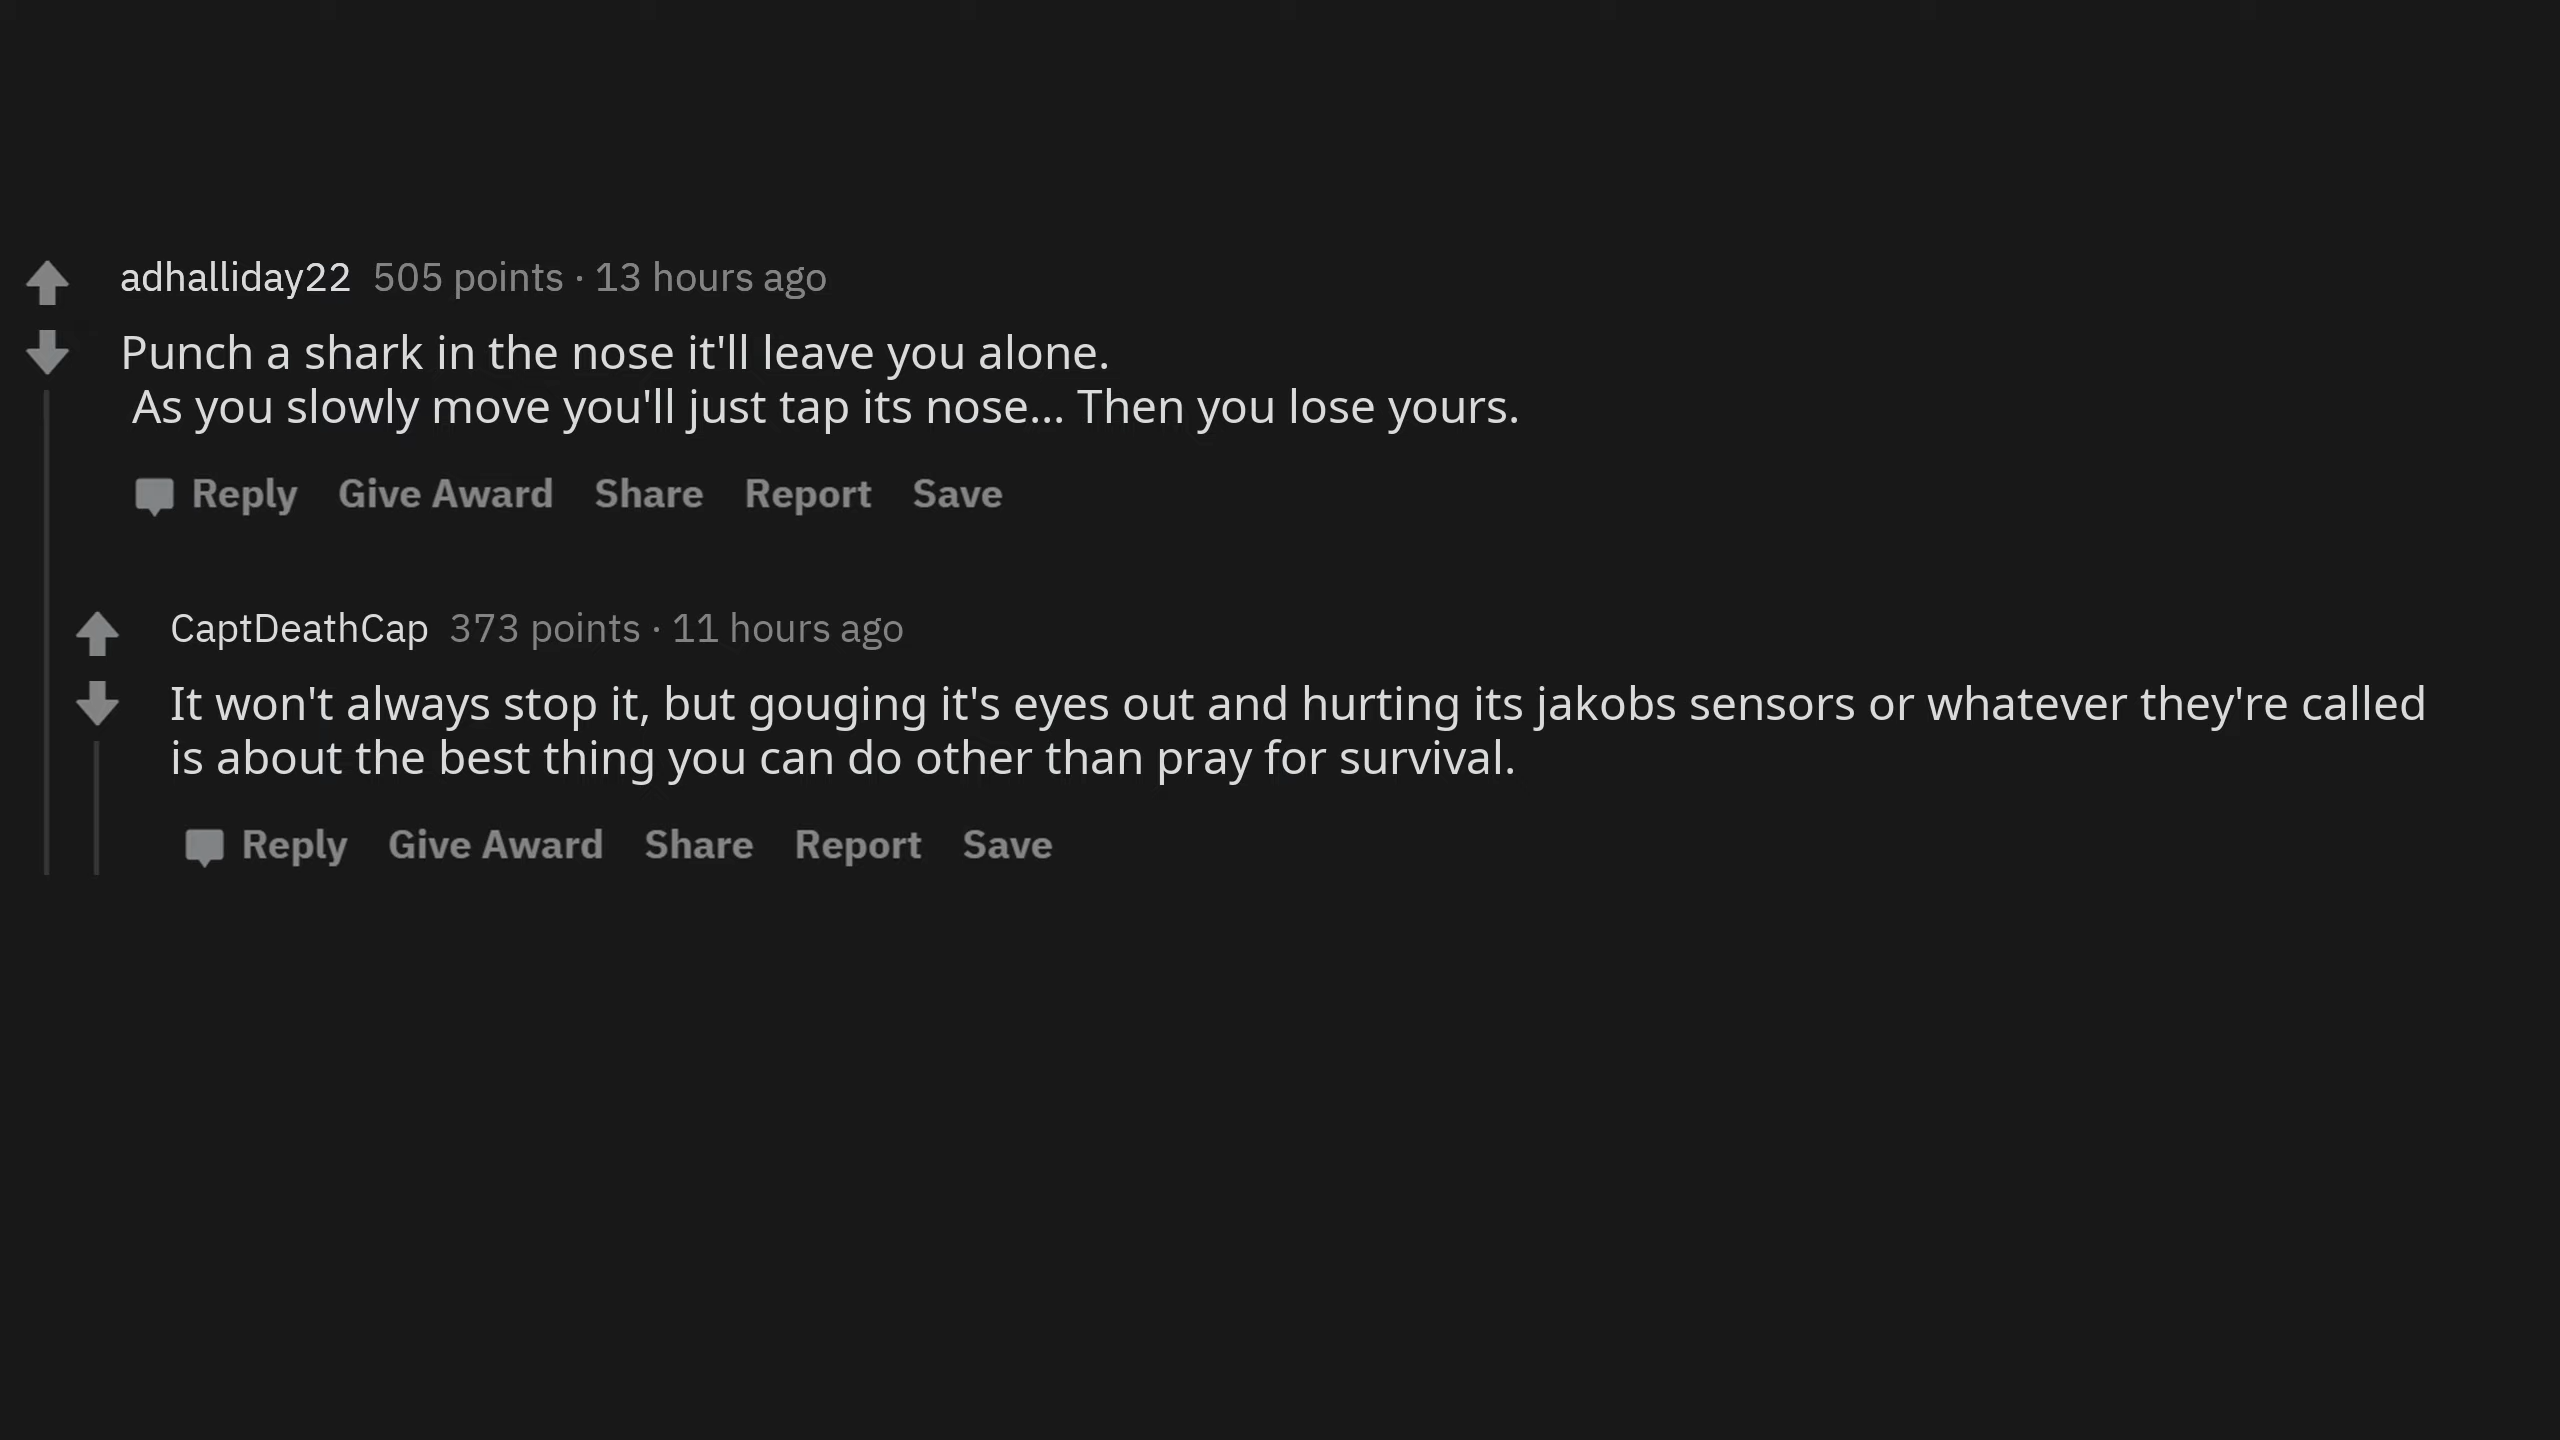 adhalliday22 505 points · 13 hours ago
Punch a shark in the nose it'll leave you alone.
As you slowly move you'll just tap its nose... Then you lose yours.
Reply Give Award Share Report Save
CaptDeathCap 373 points · 11 hours ago
It won't always stop it, but gouging it's eyes out and hurting its jakobs sensors or whatever they're called
is about the best thing you can do other than pray for survival.
Reply Give Award Share Report Save